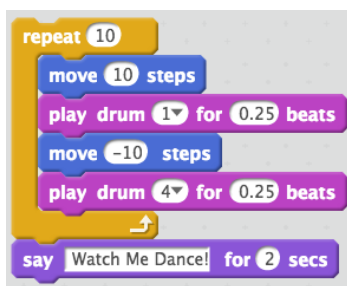 repeat 10
move 10 steps
play drum 1 for 0.25 beats
move -10 steps
play drum 4 for 0.25 beats
say Watch Me Dance! for 2 secs